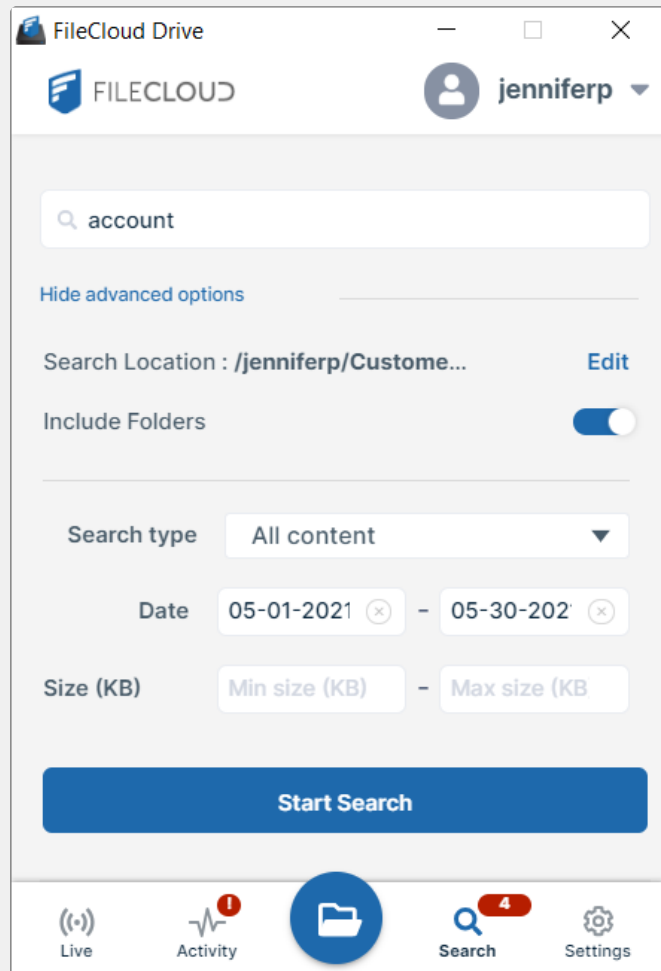 FileCloud Drive
FILECLOUD jenniferp
account
Hide advanced options
Search Location : /jenniferp/Custome... Edit
Include Folders
Search type All content
Date 05-01-2021 - 05-30-202
Size (KB) Min size (KB) - Max size (KB
Start Search
! 4
Live Activity Search Settings